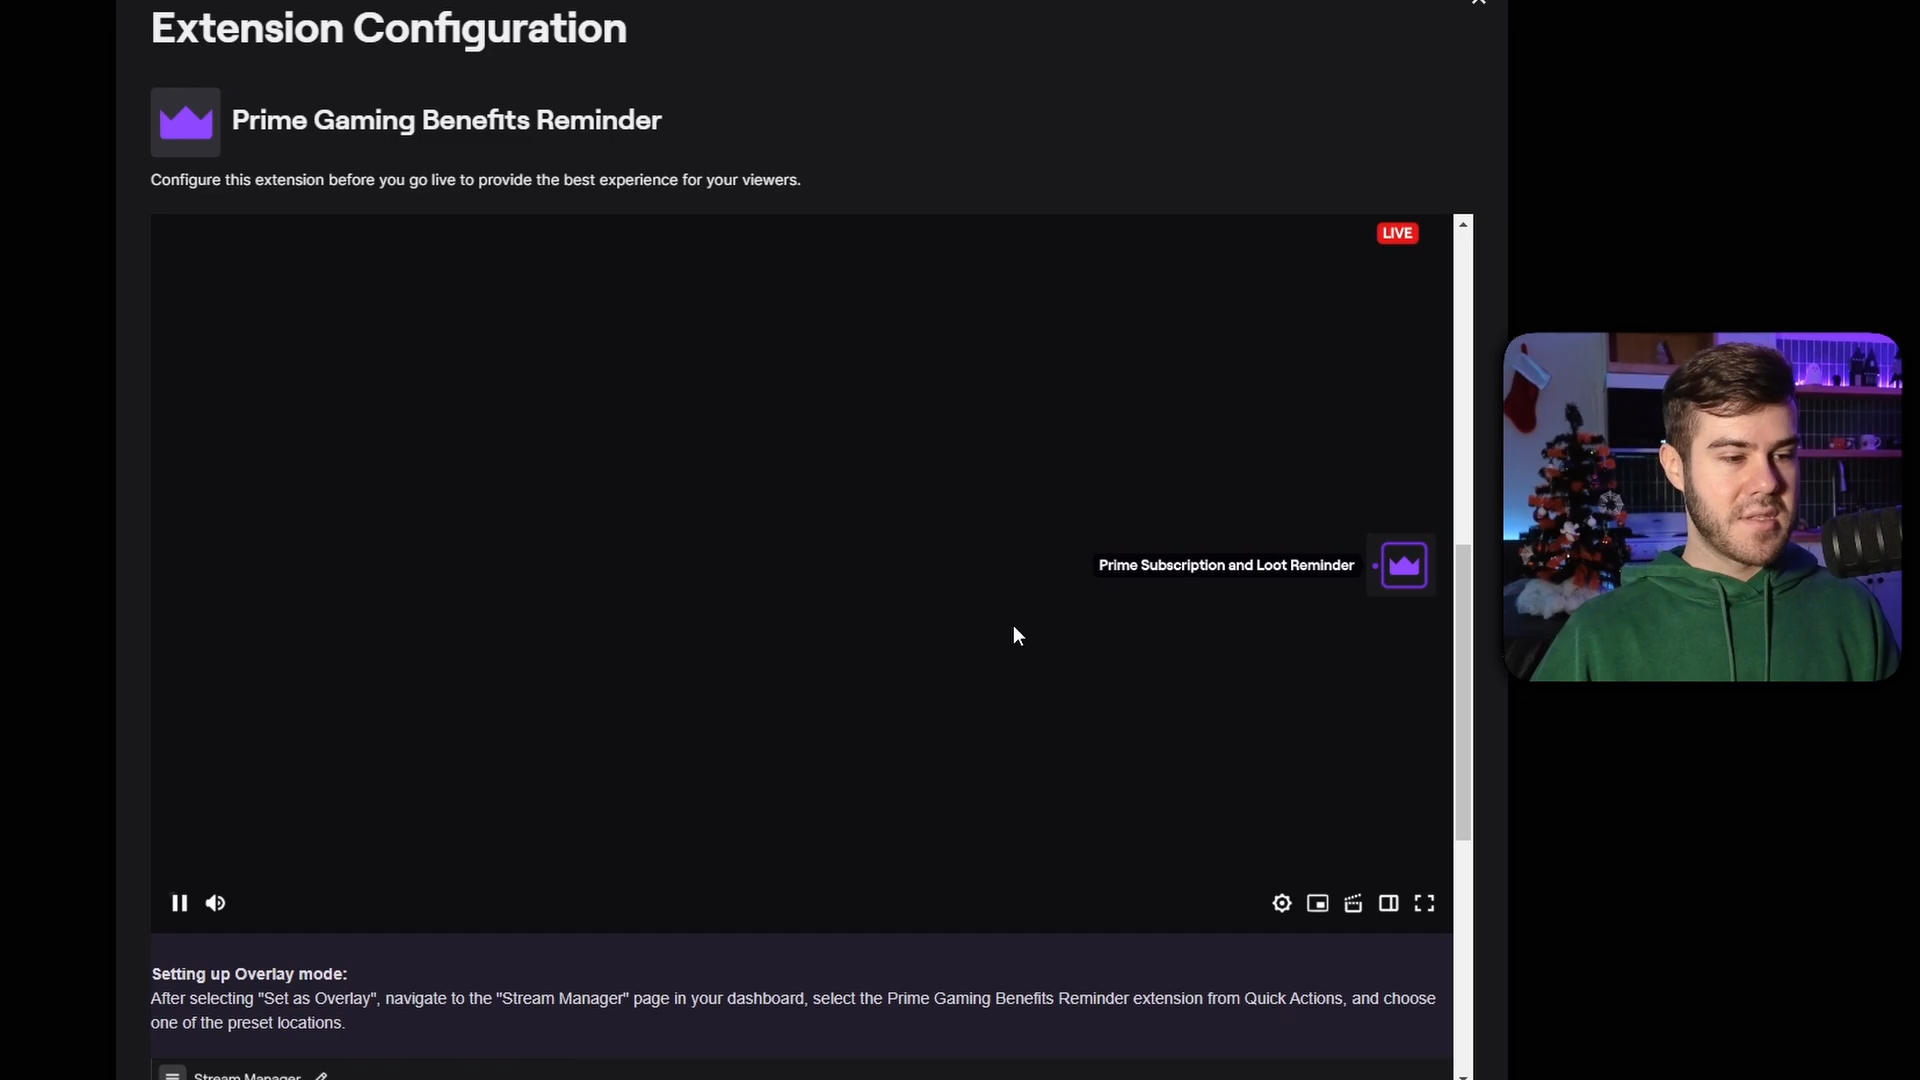 Extension Configuration
Prime Gaming Benefits Reminder
Configure this extension before you go live to provide the best experience for your viewers.
LIVE
Prime Subscription and Loot Reminder
Setting up Overlay mode:
After selecting "Set as Overlay", navigate to the "Stream Manager" page in your dashboard, select the Prime Gaming Benefits Reminder extension from Quick Actions, and choose
one of the preset locations.
Stream Manager